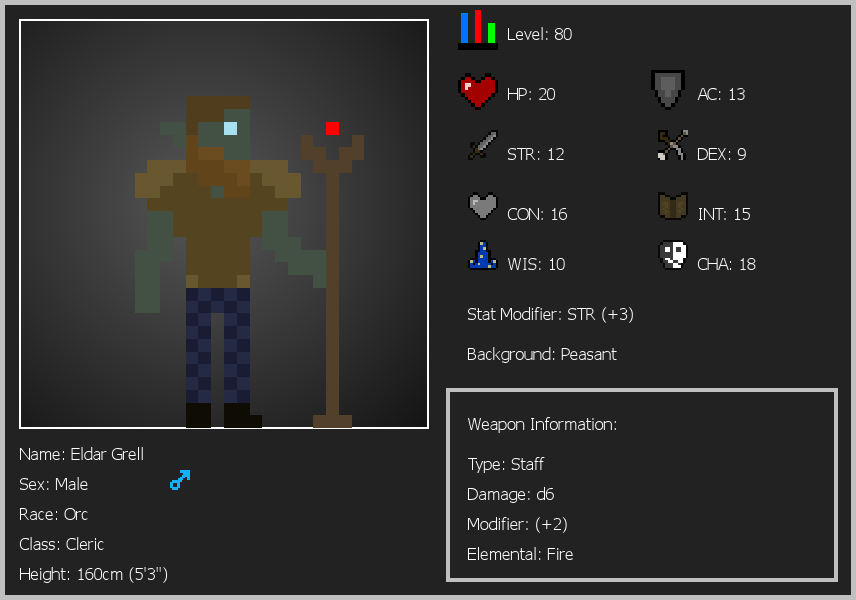 Level: 80
HP: 20
AC: 13
STR: 12
DEX: 9
CON: 16
INT: 15
WIS: 10
CHA: 18
Stat Modifier: STR (+3)
Background: Peasant
Weapon Information:
Type: Staff
Damage: d6
Modifier: (+2)
Elemental: Fire
Name: Eldar Grell
Sex: Male
Race: Orc
Class: Cleric
Height: 160cm (5'3")